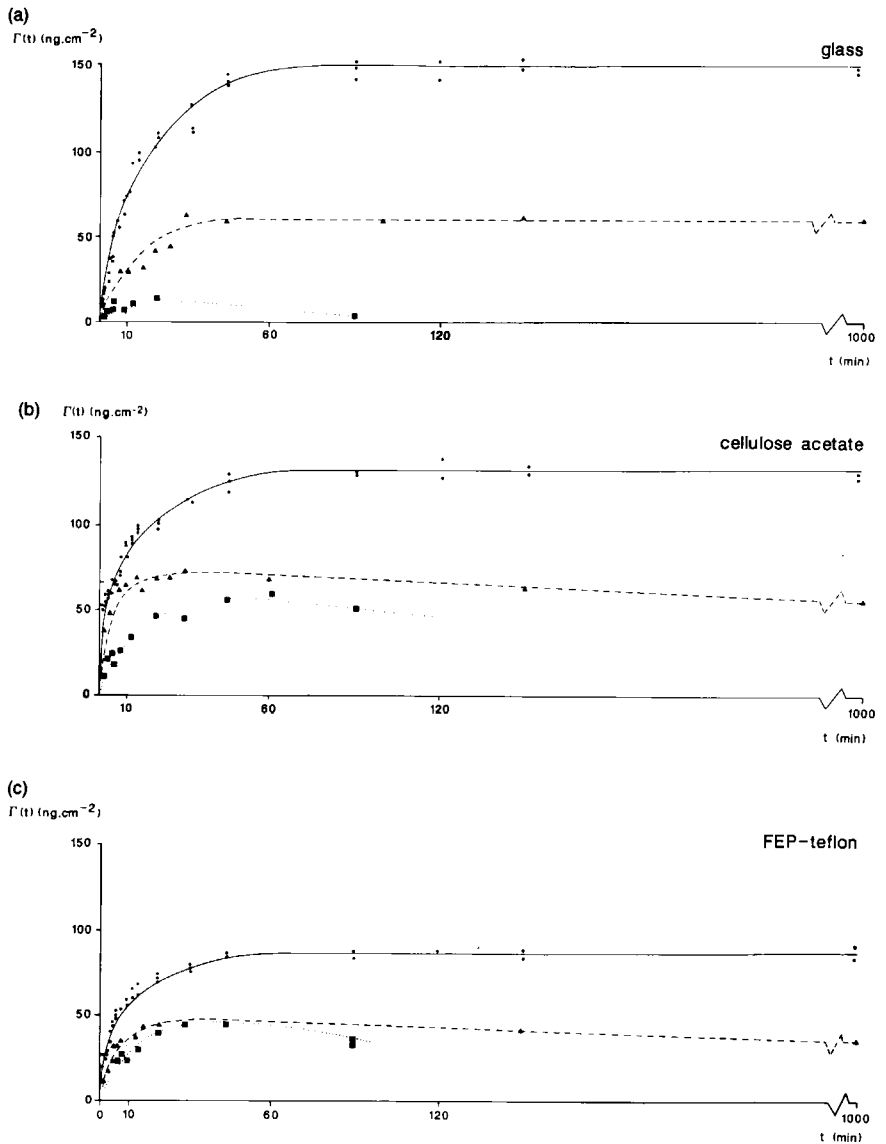 (a)
Γ(t) (ng.cm−2)
glass
150
100
50
0
10
60
120
1000
t (min)
(b)
Γ(t) (ng.cm-2)
cellulose acetate
150
100
50
0
10
60
120
1000
t (min)
(c)
Γ(t) (ng.cm−2)
FEP-teflon
150
100
50
0
0
10
60
120
1000
t (min)